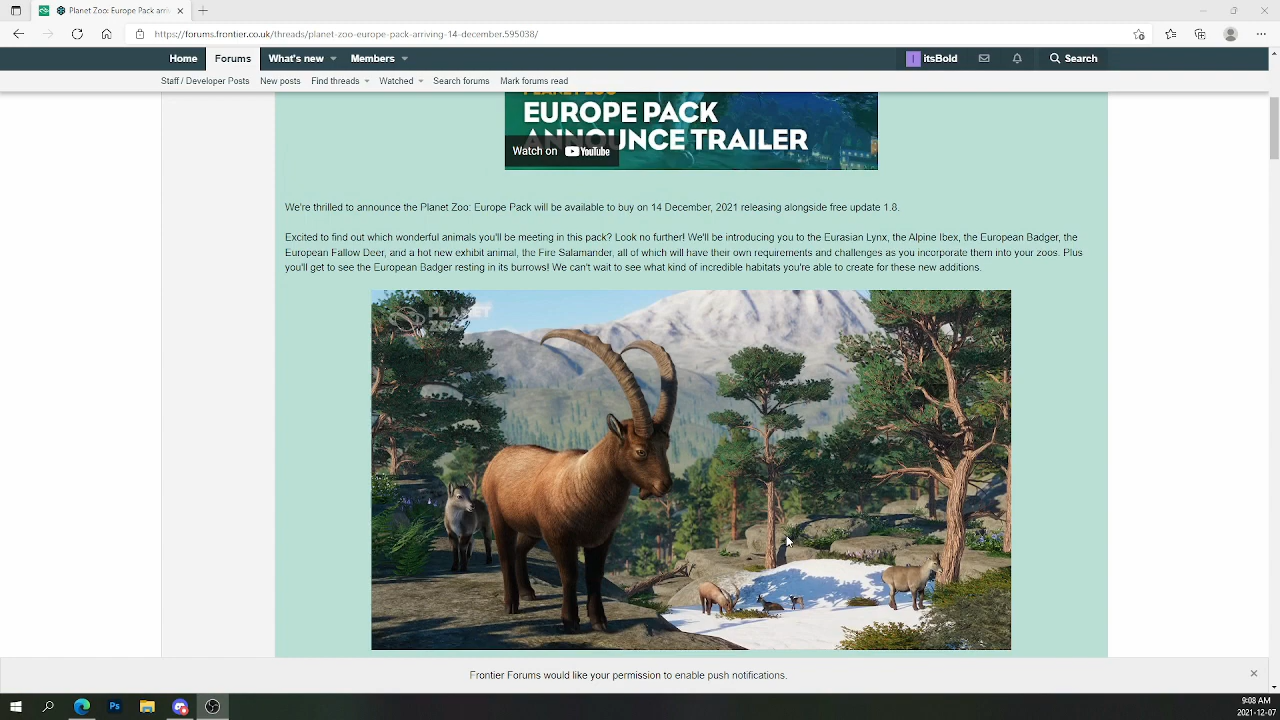 Planet Zoo: Europe Pack arri
https://forums.frontier.co.uk/threads/planet-zoo-europe-pack-arriving-14-december.595038/
Home Forums What's new Members itsBold Search
Staff / Developer Posts New posts Find threads Watched Search forums Mark forums read
PLANET ZOO
EUROPE PACK
ANNOUNCE TRAILER
Watch on YouTube
We're thrilled to announce the Planet Zoo: Europe Pack will be available to buy on 14 December, 2021 releasing alongside free update 1.8.
Excited to find out which wonderful animals you'll be meeting in this pack? Look no further! We'll be introducing you to the Eurasian Lynx, the Alpine Ibex, the European Badger, the
European Fallow Deer, and a hot new exhibit animal, the Fire Salamander, all of which will have their own requirements and challenges as you incorporate them into your zoos. Plus
you'll get to see the European Badger resting in its burrows! We can't wait to see what kind of incredible habitats you're able to create for these new additions.
PLANET
ZOO
Frontier Forums would like your permission to enable push notifications.
Ps
9:08 AM
2021-12-07